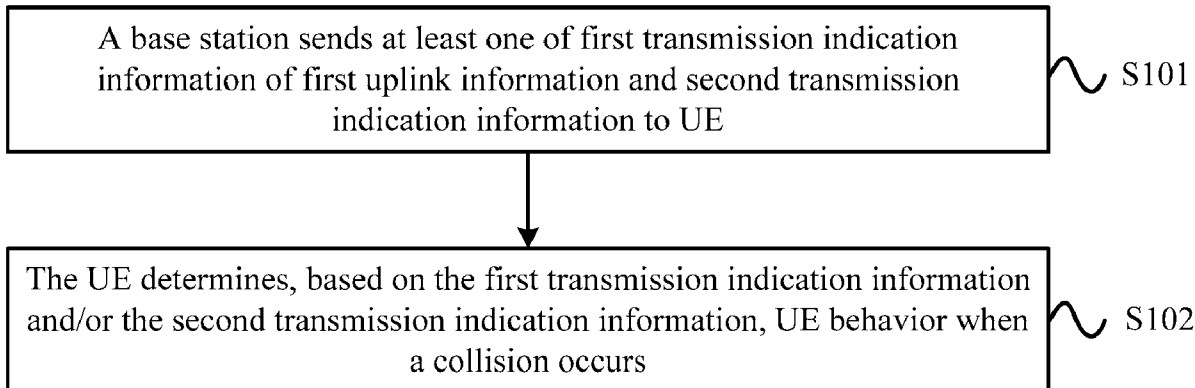 A base station sends at least one of first transmission indication
information of first uplink information and second transmission
indication information to UE
S101
The UE determines, based on the first transmission indication information
and/or the second transmission indication information, UE behavior when
a collision occurs
S102